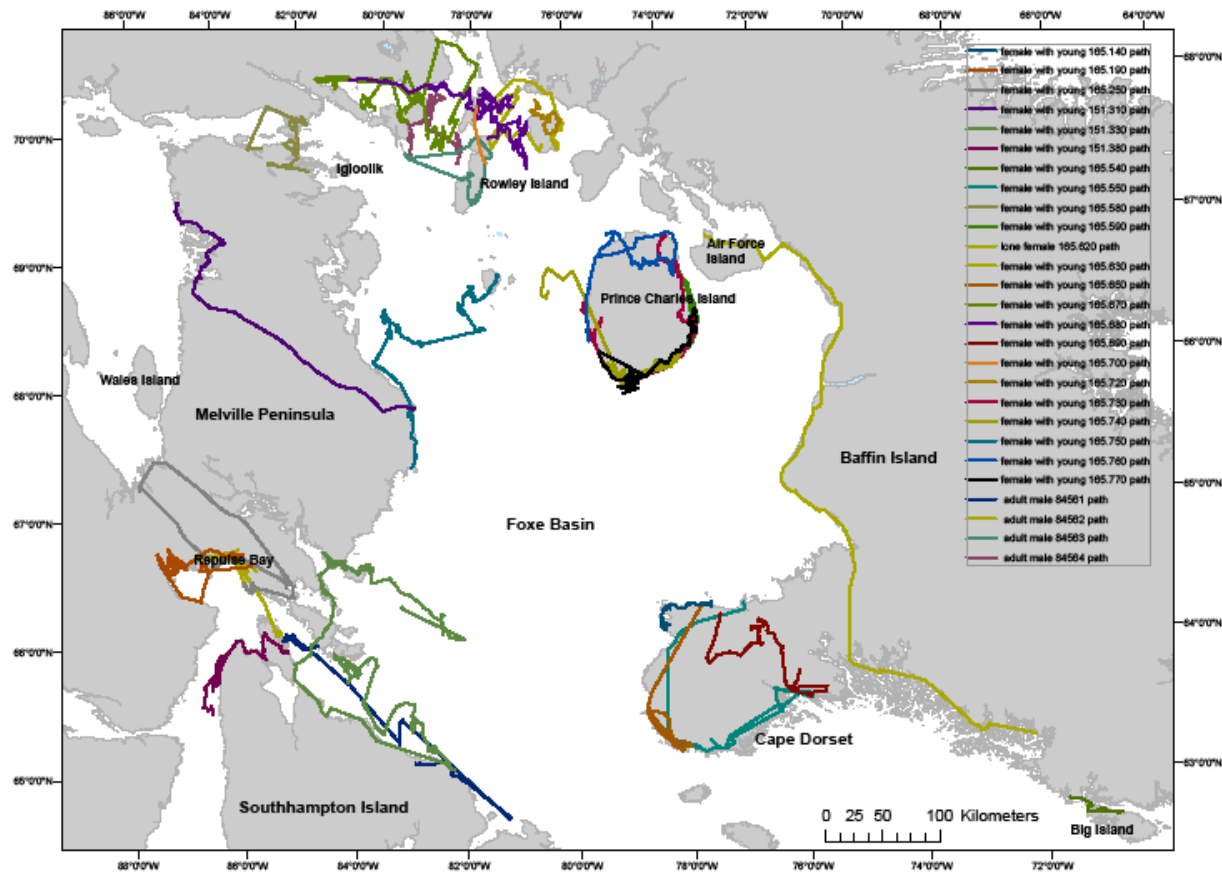 86°0'0"W 84°0'0"W 80°0'0"W 78°0'0"W 76°0'0"W 74°0'0"W 72°0'0"W 70°0'0"W 66°0'0"W 64°0'0"W
female with young 165.140 path
68°0'0"N
female with young 165.190 path
female with young 165.250 path
female with young 151.310 path
70°0'0"N
female with young 151.330 path
female with young 151.380 path
Igloolik
female with young 165.540 path
Rowley Island
female with young 165.550 path
67°0'0"N
female with young 165.580 path
female with young 165.590 path
Air Force
Island
lone female 165.620 path
69°0'0"N
female with young 165.630 path
female with young 165.650 path
Prince Charles Island
female with young 165.670 path
female with young 165.680 path
female with young 165.690 path
66°0'0"N
female with young 165.700 path
Wales Island
female with young 165.720 path
68°0'0"N
female with young 165.730 path
Melville Peninsula
female with young 165.740 path
female with young 165.750 path
Baffin Island
female with young 165.760 path
female with young 165.770 path
65°0'0"N
adult male 84561 path
67°0'0"N
Foxe Basin
adult male 84562 path
adult male 84563 path
Repulse Bay
adult male 84564 path
64°0'0"N
66°0'0"N
Cape Dorset
63°0'0"N
65°0'0"N
Southhampton Island
0 25 50 100 Kilometers
Big Island
88°0'0"W 86°0'0"W 84°0'0"W 82°0'0"W 80°0'0"W 78°0'0"W 76°0'0"W 74°0'0"W 72°0'0"W